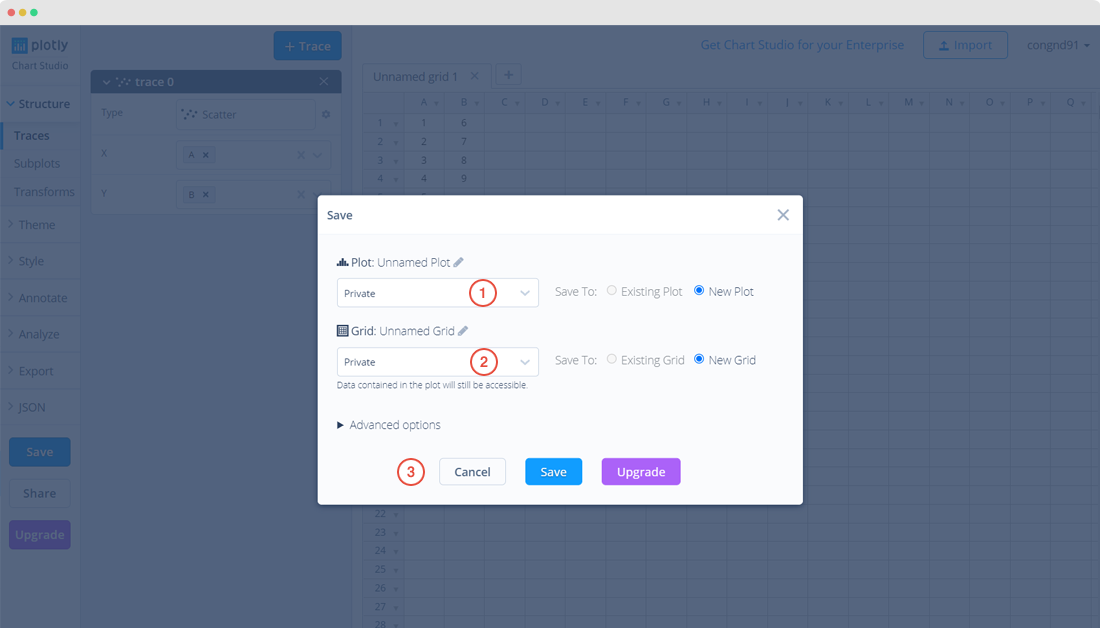 plotly
Chart Studio
Structure
Traces
Subplots
Transforms
Theme
Style
Annotate
Analyze
Export
JSON
Save
Share
Upgrade
+ Trace
trace 0
Type
Scatter
X
A ×
Y
B ×
Get Chart Studio for your Enterprise
Import
congnd91
Unnamed grid 1 ×
+
A B C D E F G H I J K L M N O P Q
1 1 6
2 2 7
3 3 8
4 4 9
Save
Plot: Unnamed Plot
Private
1
Save To: Existing Plot New Plot
Grid: Unnamed Grid
Private
2
Save To: Existing Grid New Grid
Data contained in the plot will still be accessible.
Advanced options
3
Cancel
Save
Upgrade
22
23
24
25
26
27
28